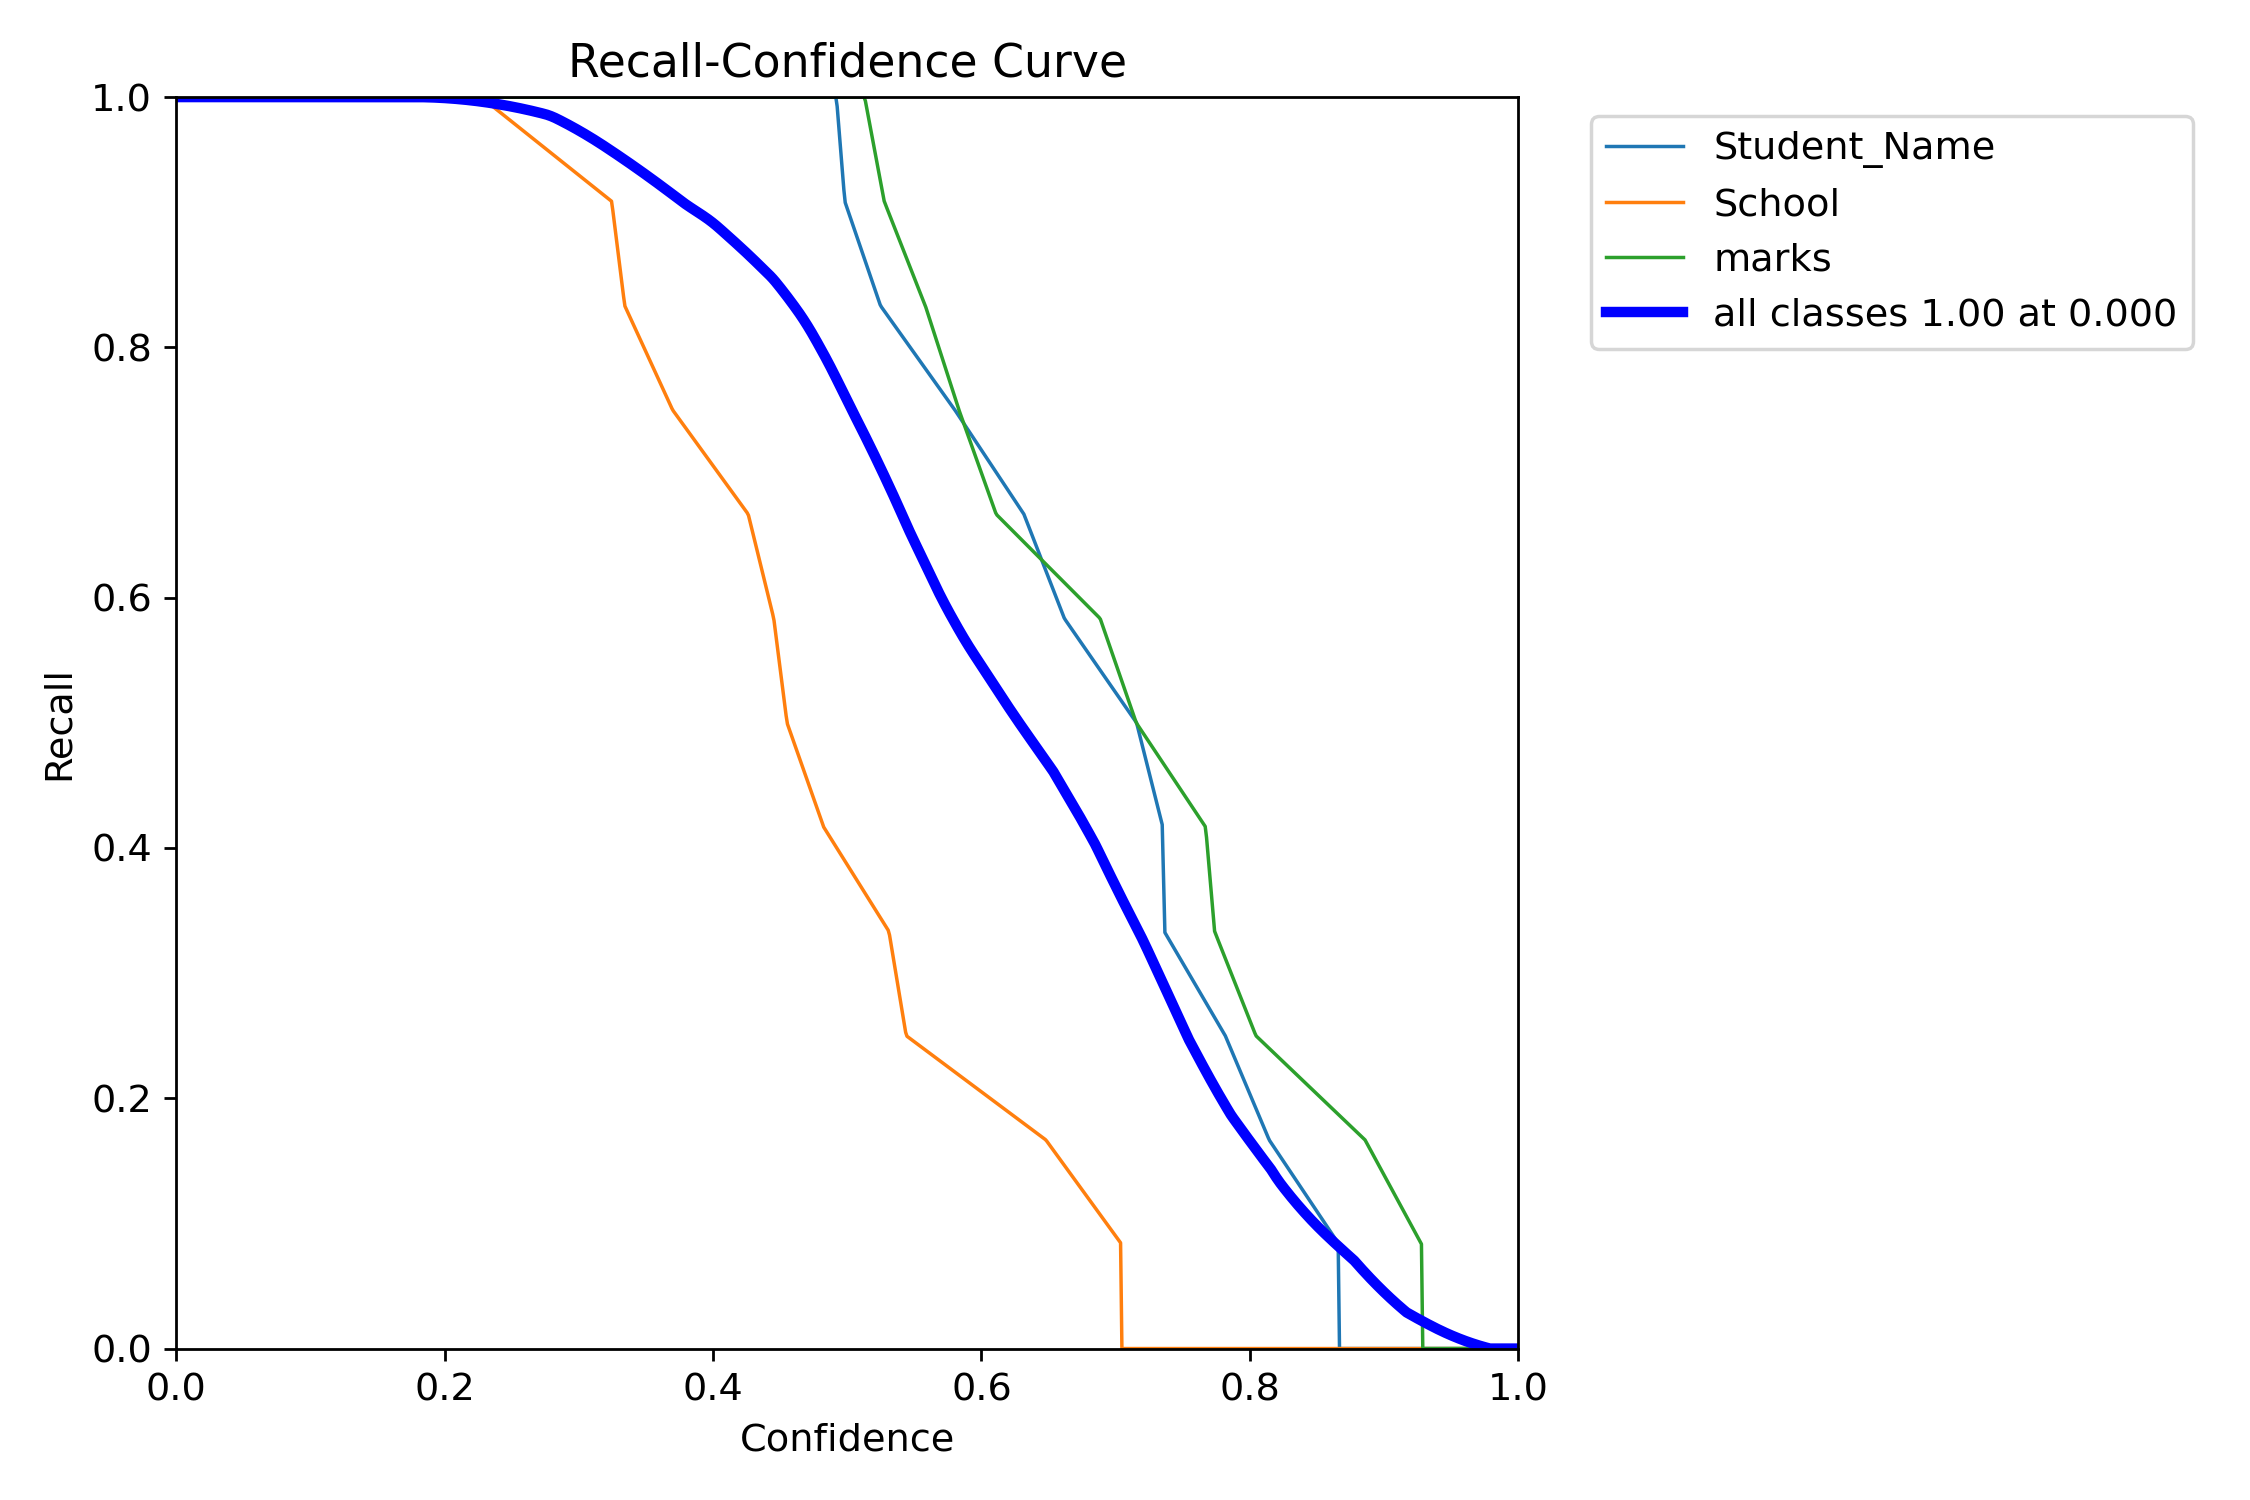 Recall-Confidence Curve
1.0
0.8
0.6
0.4
0.2
0.0
Recall
0.0 0.2 0.4 0.6 0.8 1.0
Confidence
Student_Name
School
marks
all classes 1.00 at 0.000